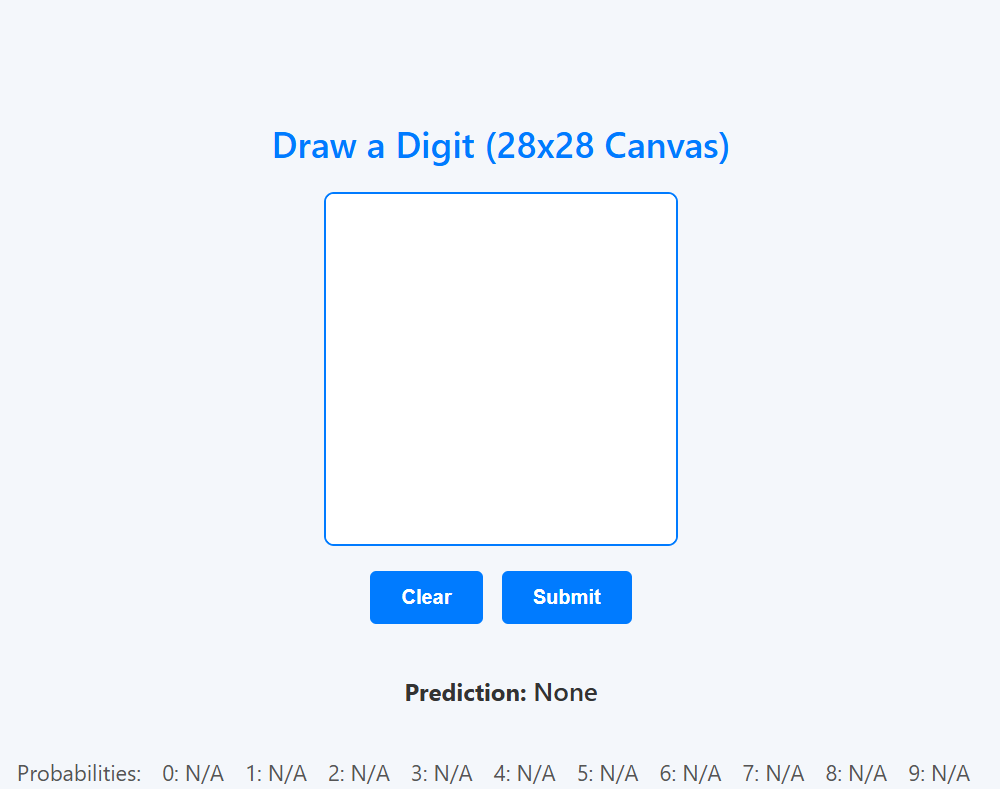 Draw a Digit (28x28 Canvas)
Clear Submit
Prediction: None
Probabilities: 0: N/A 1: N/A 2: N/A 3: N/A 4: N/A 5: N/A 6: N/A 7: N/A 8: N/A 9: N/A